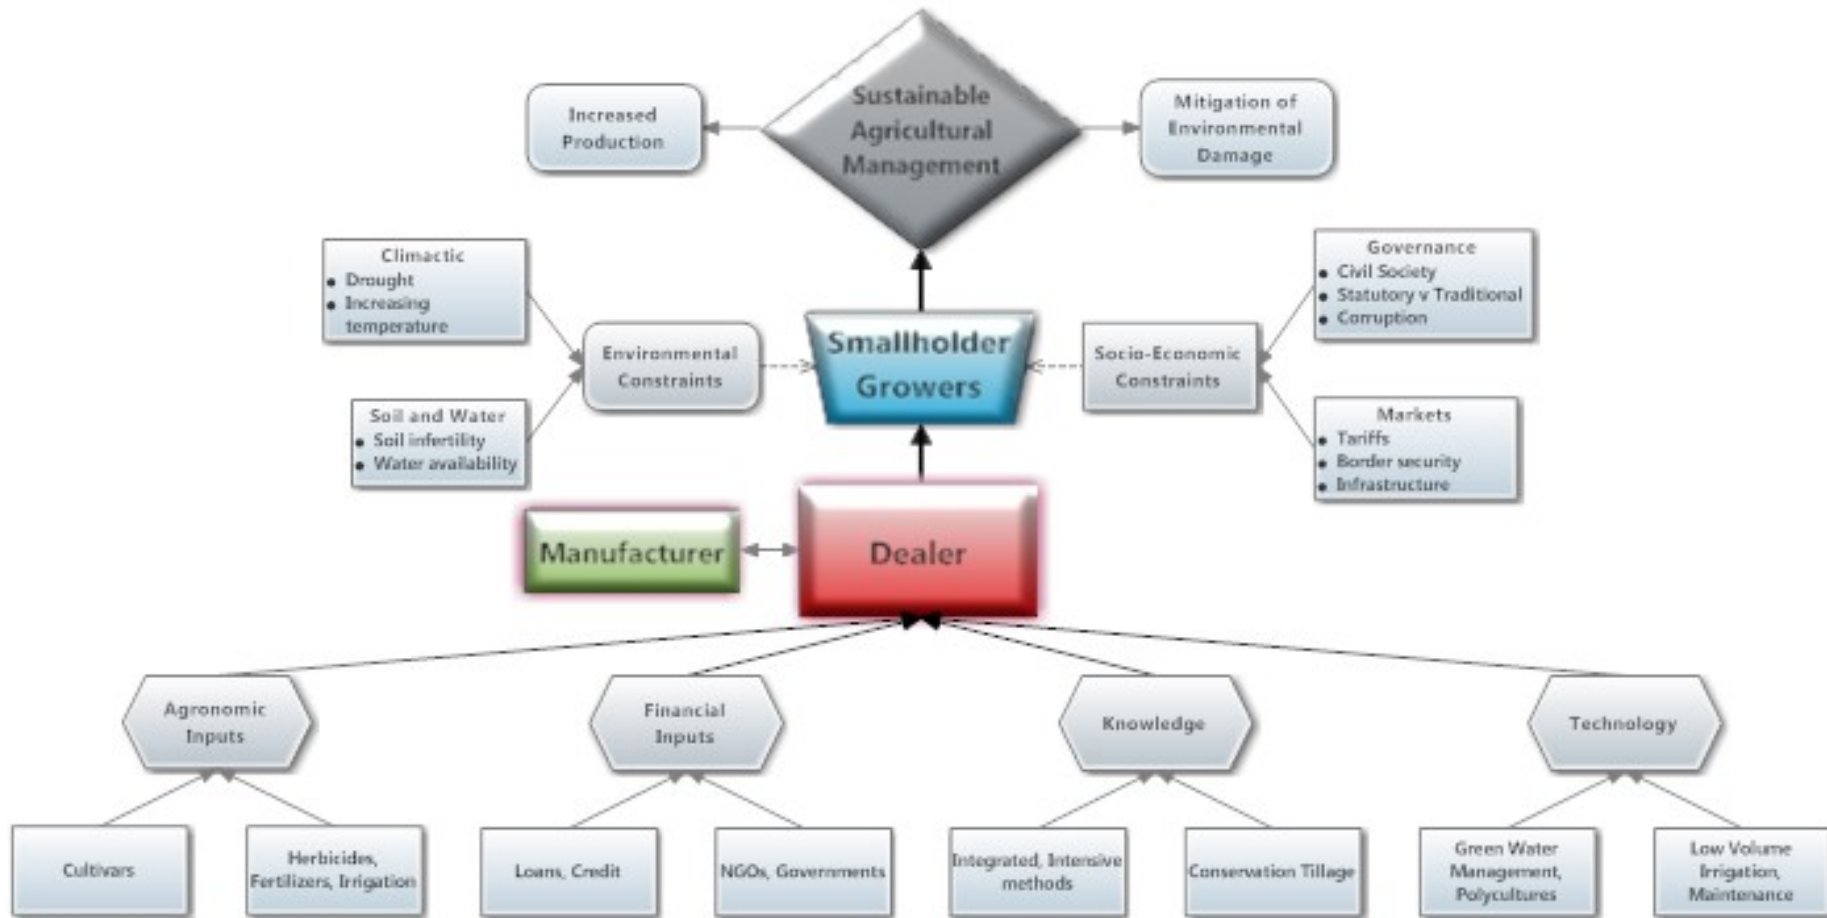 Sustainable
Agricultural
Management
Increased
Production
Mitigation of
Environmental
Damage
Climactic
• Drought
• Increasing
temperature
Environmental
Constraints
Soil and Water
• Soil infertility
• Water availability
Smallholder
Growers
Socio-Economic
Constraints
Governance
• Civil Society
• Statutory v Traditional
• Corruption
Markets
• Tariffs
• Border security
• Infrastructure
Manufacturer
Dealer
Agronomic
Inputs
Financial
Inputs
Knowledge
Technology
Cultivars
Herbicides,
Fertilizers, Irrigation
Loans, Credit
NGOs, Governments
Integrated, Intensive
methods
Conservation Tillage
Green Water
Management,
Polycultures
Low Volume
Irrigation,
Maintenance